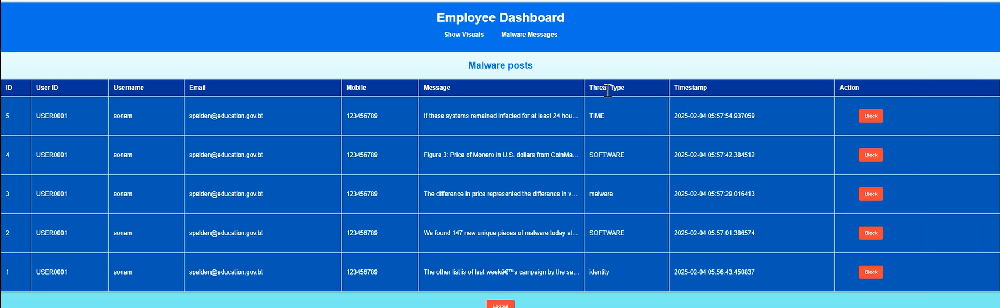 Employee Dashboard
Show Visuals Malware Messages
Malware posts
ID User ID Username Email Mobile Message Threat Type Timestamp Action
5 USER0001 sonam spelden@education.gov.bt 123456789 If these systems remained infected for at least 24 hou... TIME 2025-02-04 05:57:54.937059 Block
4 USER0001 sonam spelden@education.gov.bt 123456789 Figure 3: Price of Monero in U.S. dollars from CoinMa... SOFTWARE 2025-02-04 05:57:42.384512 Block
3 USER0001 sonam spelden@education.gov.bt 123456789 The difference in price represented the difference in v... malware 2025-02-04 05:57:29.016413 Block
2 USER0001 sonam spelden@education.gov.bt 123456789 We found 147 new unique pieces of malware today al... SOFTWARE 2025-02-04 05:57:01.386574 Block
1 USER0001 sonam spelden@education.gov.bt 123456789 The other list is of last weekâ€™s campaign by the sa... identity 2025-02-04 05:56:43.450837 Block
Logout